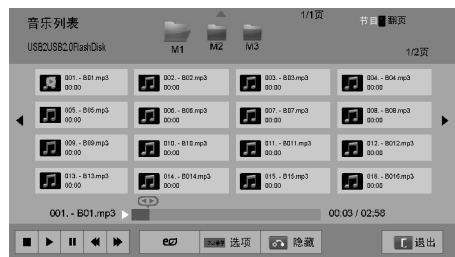 音乐列表
1/1页
节目 翻页
USB2USB2.0FlashDisk
M1
M2
M3
1/2页
001. - B01.mp3
00:00
002. - B02.mp3
00:00
003. - B03.mp3
00:00
004. - B04.mp3
00:00
005. - B05.mp3
00:00
006. - B06.mp3
00:00
007. - B07.mp3
00:00
008. - B08.mp3
00:00
009. - B09.mp3
00:00
010. - B10.mp3
00:00
011. - B011.mp3
00:00
012. - B012.mp3
00:00
013. - B13.mp3
00:00
014. - B014.mp3
00:00
015. - B15.mp3
00:00
016. - B016.mp3
00:00
001. - B01.mp3
00:03 / 02:58
选项
隐藏
退出